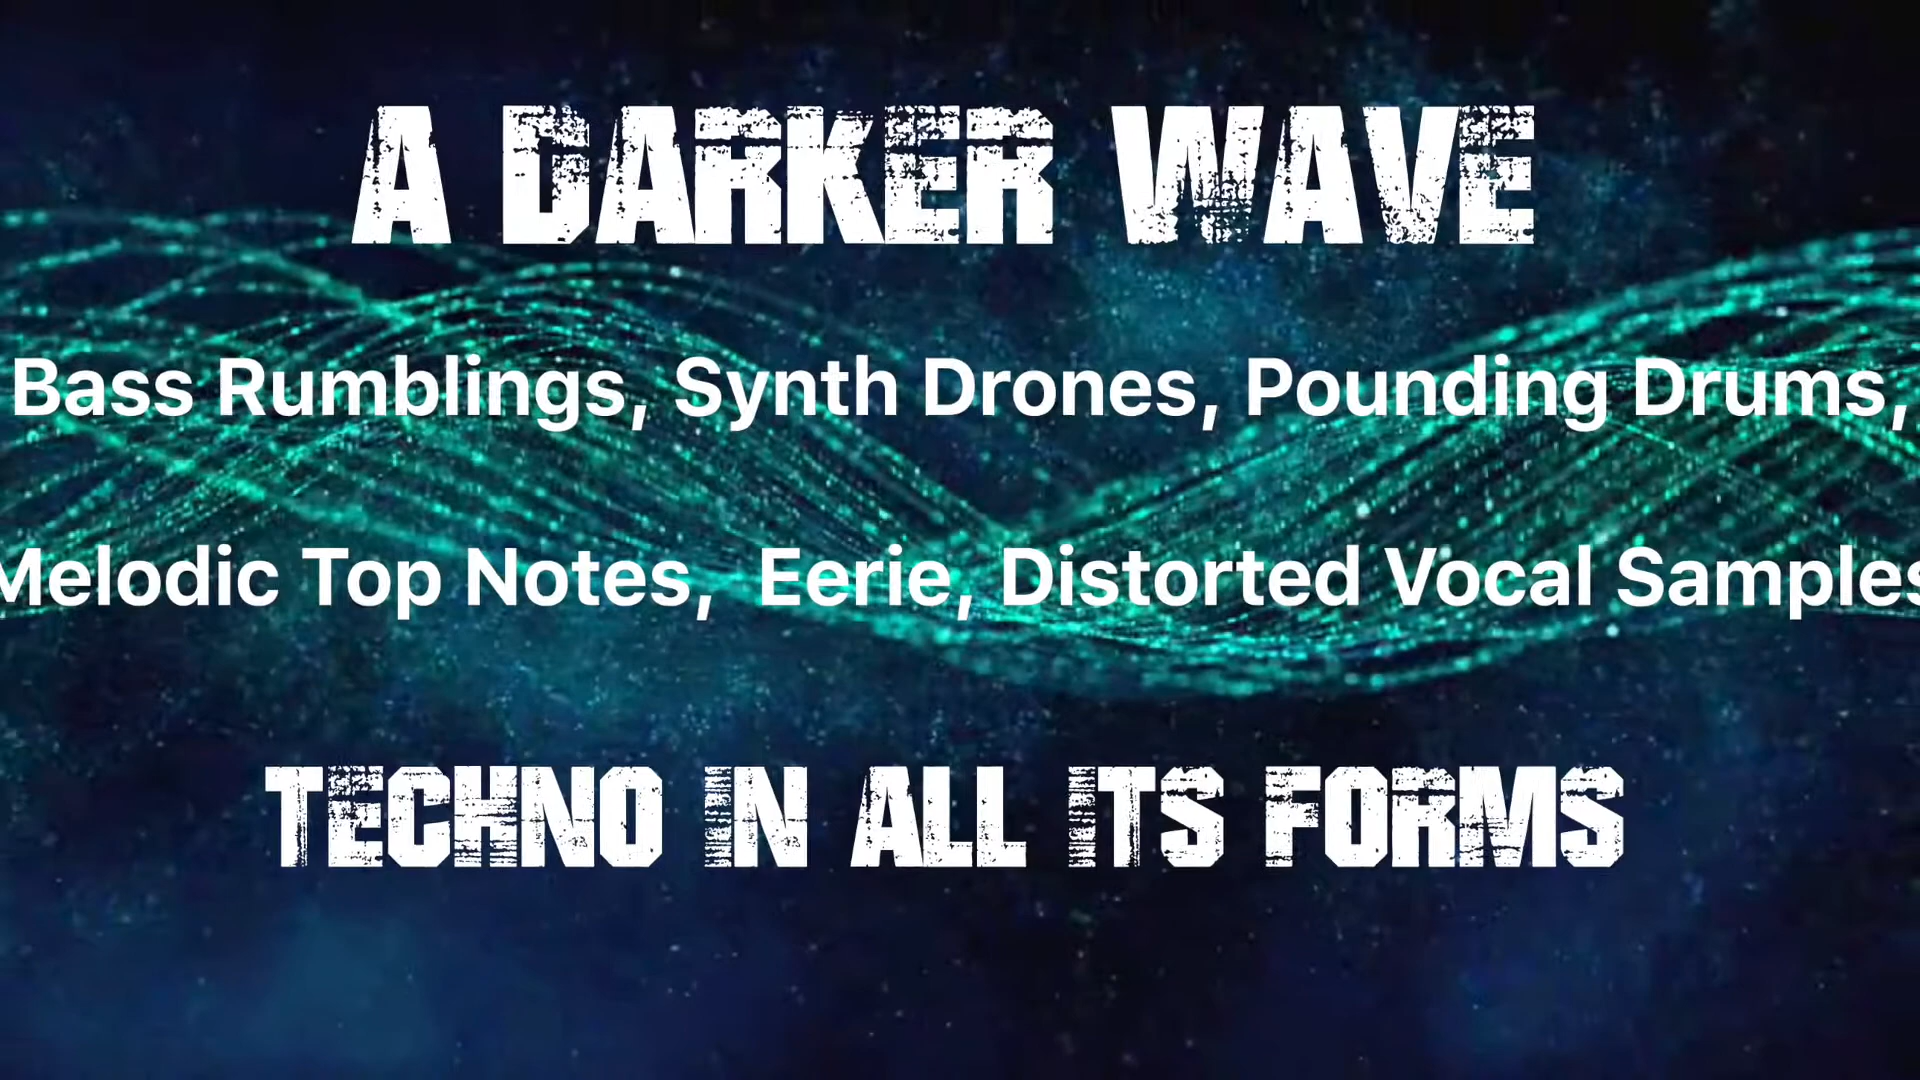 A DARKER WAVE
Bass Rumblings, Synth Drones, Pounding Drums,
Melodic Top Notes, Eerie, Distorted Vocal Samples
TECHNO IN ALL ITS FORMS